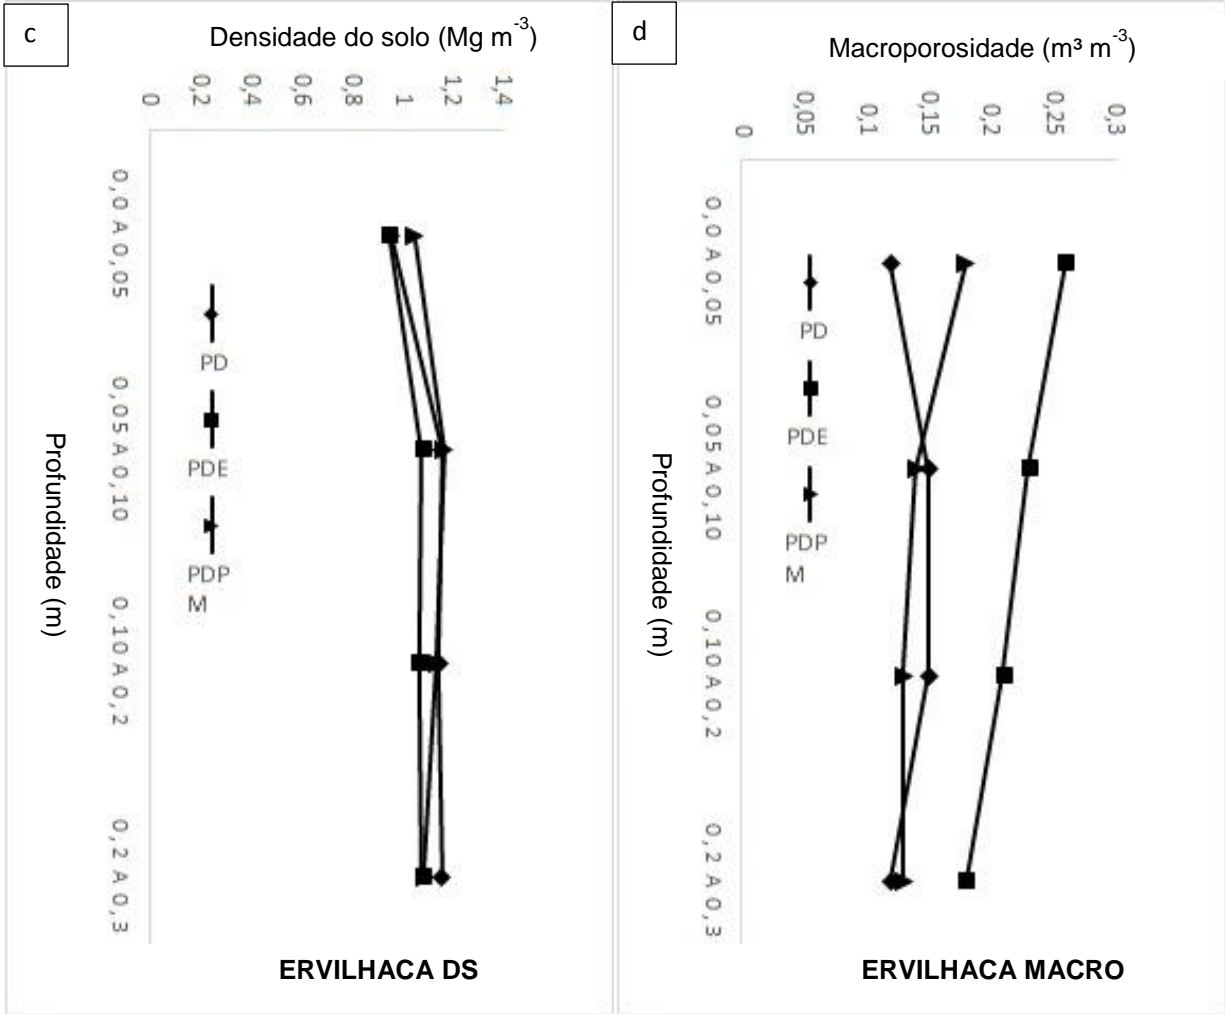 c
Densidade do solo (Mg m-3)
0
0,2
0,4
0,6
0,8
1
1,2
1,4
0,0 A 0,05
0,05 A 0,10
0,10 A 0,2
0,2 A 0,3
Profundidade (m)
PD
PDE
PDP
M
ERVILHACA DS
d
Macroporosidade (m³ m-3)
0
0,05
0,1
0,15
0,2
0,25
0,3
0,0 A 0,05
0,05 A 0,10
0,10 A 0,2
0,2 A 0,3
Profundidade (m)
PD
PDE
PDP
M
ERVILHACA MACRO